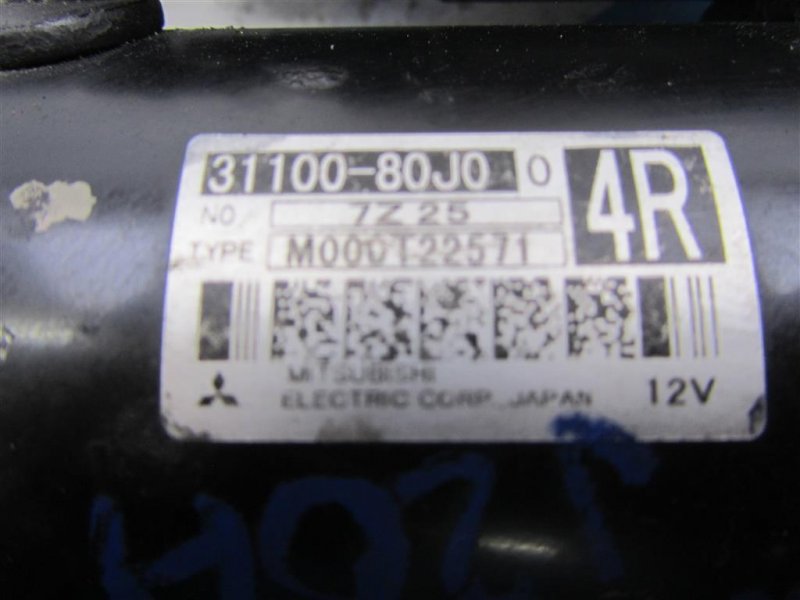 31100-80J0 0 4R
NO 7Z25
TYPE M000T22571
MITSUBISHI
ELECTRIC CORP. JAPAN 12V